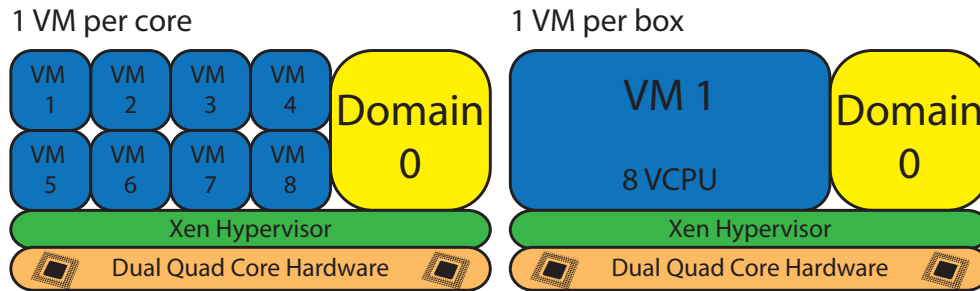 1 VM per core
VM 1
VM 2
VM 3
VM 4
VM 5
VM 6
VM 7
VM 8
Domain
0
Xen Hypervisor
Dual Quad Core Hardware
1 VM per box
VM 1
8 VCPU
Domain
0
Xen Hypervisor
Dual Quad Core Hardware